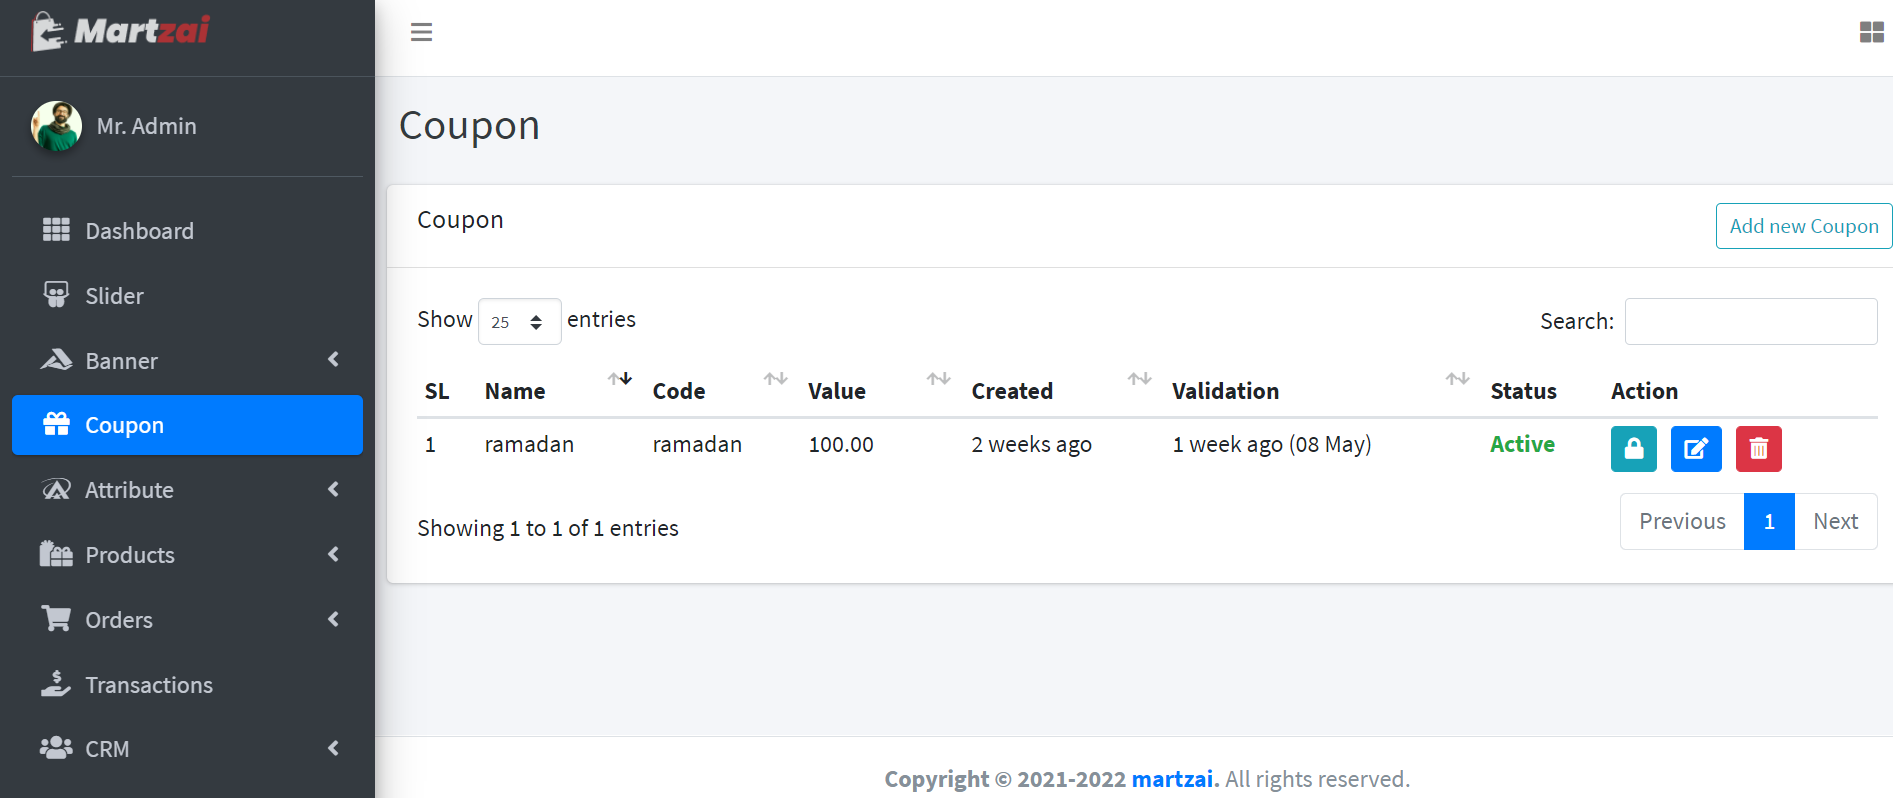 Martzai
Mr. Admin
Dashboard
Slider
Banner
Coupon
Attribute
Products
Orders
Transactions
CRM
Coupon
Coupon
Add new Coupon
Show 25 entries
Search:
SL Name Code Value Created Validation Status Action
1 ramadan ramadan 100.00 2 weeks ago 1 week ago (08 May) Active
Showing 1 to 1 of 1 entries
Previous 1 Next
Copyright © 2021-2022 martzai. All rights reserved.